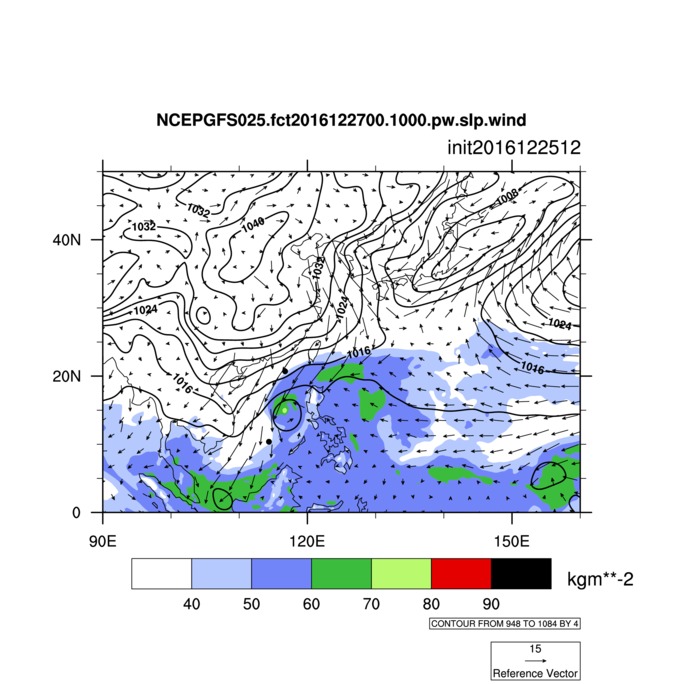 NCEPGFS025.fct2016122700.1000.pw.slp.wind
init2016122512
1008
1032
1040
1032
40N
1032
1024
1024
1024
1016
1016
20N
1016
0
90E 120E 150E
40 50 60 70 80 90
kgm**-2
CONTOUR FROM 948 TO 1084 BY 4
15
Reference Vector